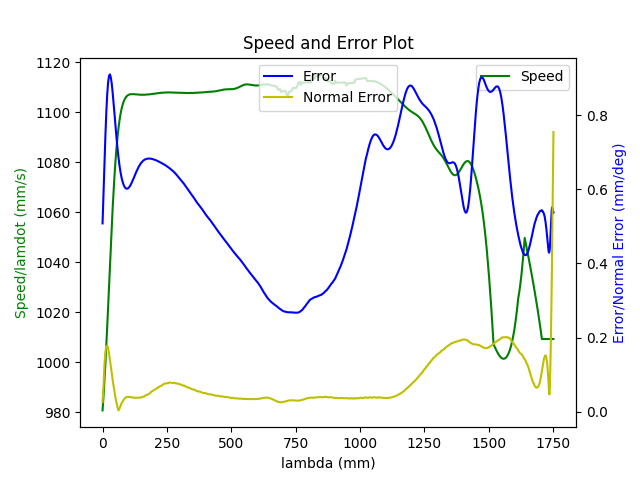 Speed and Error Plot
Error
Normal Error
Speed
Speed/lamdot (mm/s)
1120
1100
1080
1060
1040
1020
1000
980
0.8
0.6
0.4
0.2
0.0
Error/Normal Error (mm/deg)
0 250 500 750 1000 1250 1500 1750
lambda (mm)